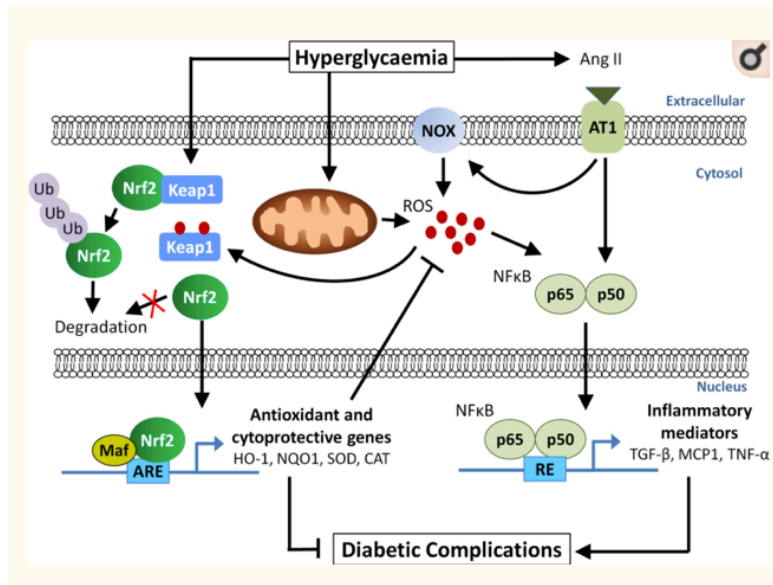 Hyperglycaemia
Ang II
Extracellular
NOX
AT1
Cytosol
Ub
Nrf2
Keap1
Ub
ROS
Ub
Keap1
Nrf2
NFκB
Nrf2
p65
p50
Degradation
Nucleus
Antioxidant and
cytoprotective genes
HO-1, NQO1, SOD, CAT
NFκB
Inflammatory
mediators
TGF-β, MCP1, TNF-α
Maf
Nrf2
p65
p50
ARE
RE
Diabetic Complications